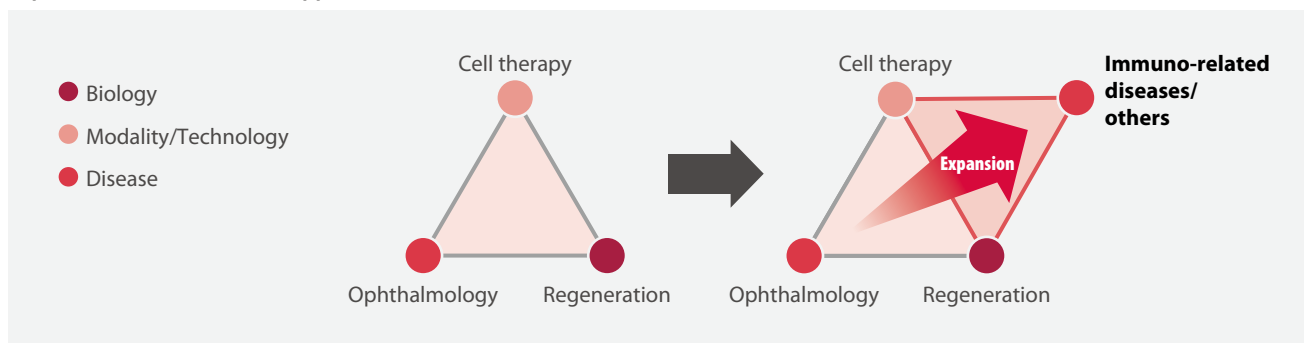 Cell therapy
Biology
Modality/Technology
Disease
Ophthalmology
Regeneration
Cell therapy
Immuno-related
diseases/
others
Expansion
Ophthalmology
Regeneration